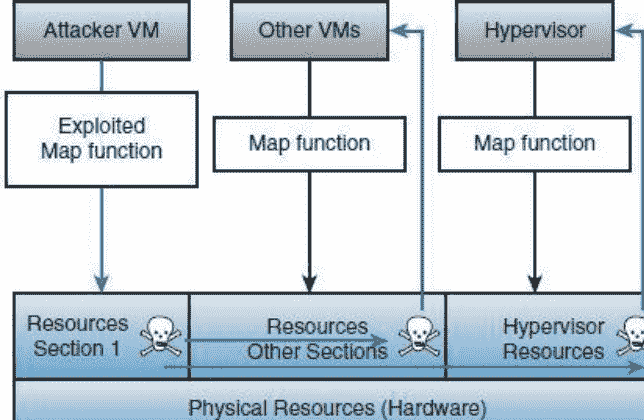 Attacker VM
Other VMs
Hypervisor
Exploited
Map function
Map function
Map function
Resources
Section 1
Resources
Other Sections
Hypervisor
Resources
Physical Resources (Hardware)